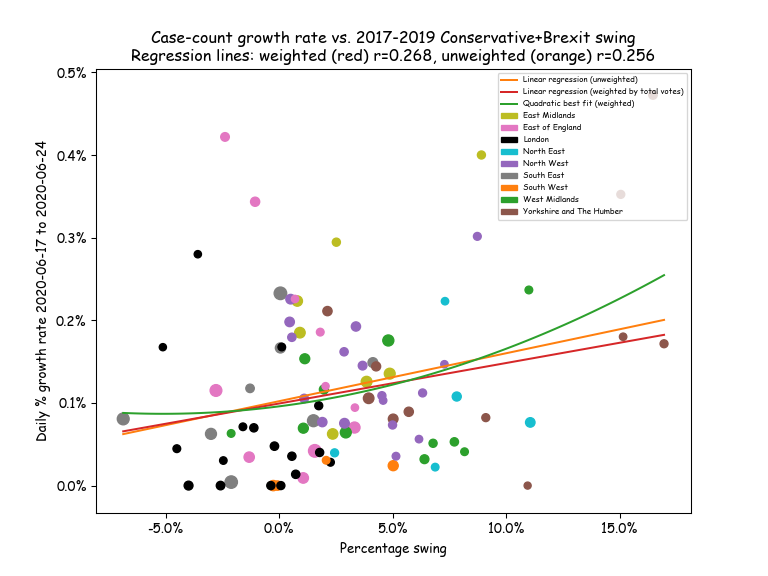 Case-count growth rate vs. 2017-2019 Conservative+Brexit swing
Regression lines: weighted (red) r=0.268, unweighted (orange) r=0.256
Linear regression (unweighted)
Linear regression (weighted by total votes)
Quadratic best fit (weighted)
East Midlands
East of England
London
North East
North West
South East
South West
West Midlands
Yorkshire and The Humber
Daily % growth rate 2020-06-17 to 2020-06-24
0.5%
0.4%
0.3%
0.2%
0.1%
0.0%
-5.0% 0.0% 5.0% 10.0% 15.0%
Percentage swing